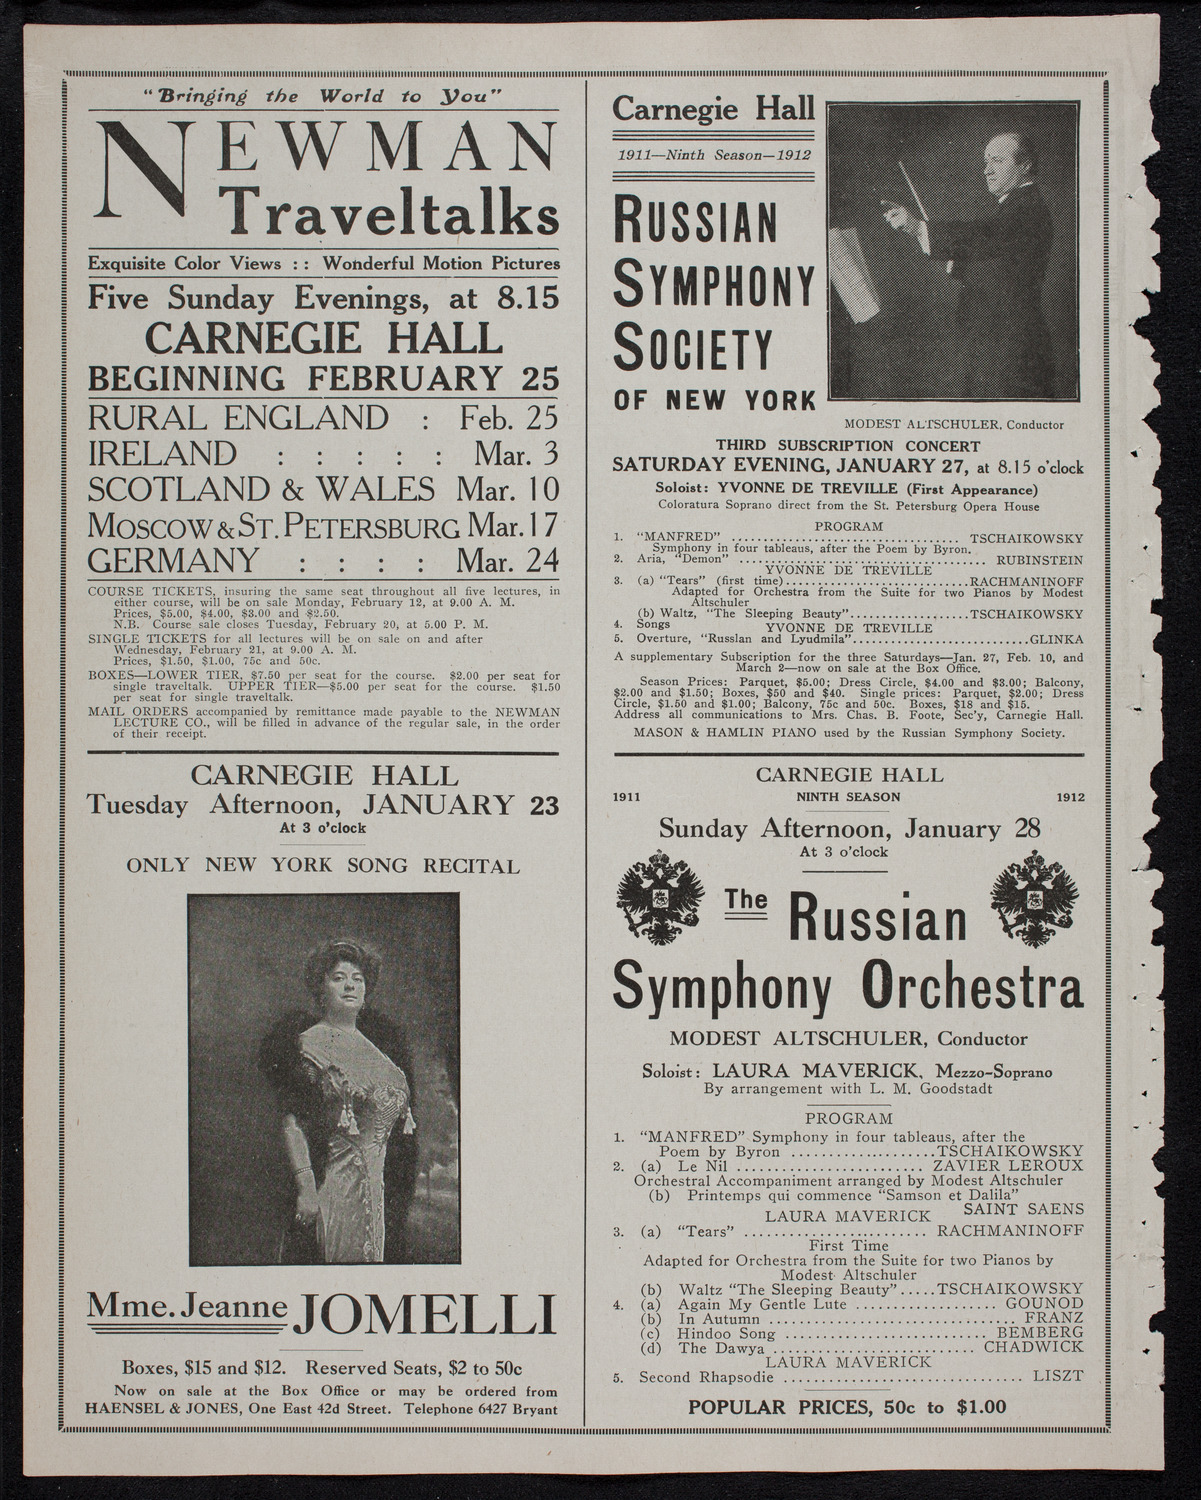 "Bringing the World to You"
NEWMAN
Traveltalks
Exquisite Color Views :: Wonderful Motion Pictures
Five Sunday Evenings, at 8.15
CARNEGIE HALL
BEGINNING FEBRUARY 25
RURAL ENGLAND : Feb. 25
IRELAND : : : : : Mar. 3
SCOTLAND & WALES Mar. 10
MOSCOW & ST. PETERSBURG Mar. 17
GERMANY : : : : Mar. 24
COURSE TICKETS, insuring the same seat throughout all five lectures, in
either course, will be on sale Monday, February 12, at 9.00 A. M.
Prices, $5.00, $4.00, $3.00 and $2.50.
N.B. Course sale closes Tuesday, February 20, at 5.00 P. M.
SINGLE TICKETS for all lectures will be on sale on and after
Wednesday, February 21, at 9.00 A. M.
Prices, $1.50, $1.00, 75c and 50c.
BOXES—LOWER TIER, $7.50 per seat for the course. $2.00 per seat for
single traveltalk. UPPER TIER—$5.00 per seat for the course. $1.50
per seat for single traveltalk.
MAIL ORDERS accompanied by remittance made payable to the NEWMAN
LECTURE CO., will be filled in advance of the regular sale, in the order
of their receipt.
CARNEGIE HALL
Tuesday Afternoon, JANUARY 23
At 3 o'clock
ONLY NEW YORK SONG RECITAL
Mme. Jeanne JOMELLI
Boxes, $15 and $12. Reserved Seats, $2 to 50c
Now on sale at the Box Office or may be ordered from
HAENSEL & JONES, One East 42d Street. Telephone 6427 Bryant
Carnegie Hall
1911—Ninth Season—1912
RUSSIAN
SYMPHONY
SOCIETY
OF NEW YORK
MODEST ALTSCHULER, Conductor
THIRD SUBSCRIPTION CONCERT
SATURDAY EVENING, JANUARY 27, at 8.15 o'clock
Soloist: YVONNE DE TREVILLE (First Appearance)
Coloratura Soprano direct from the St. Petersburg Opera House
PROGRAM
1. "MANFRED" ................................ TSCHAIKOWSKY
Symphony in four tableaus, after the Poem by Byron.
2. Aria, "Demon" ................................ RUBINSTEIN
YVONNE DE TREVILLE
3. (a) "Tears" (first time)..........................RACHMANINOFF
Adapted for Orchestra from the Suite for two Pianos by Modest
Altschuler
(b) Waltz, "The Sleeping Beauty"................TSCHAIKOWSKY
4. Songs YVONNE DE TREVILLE
5. Overture, "Russlan and Lyudmila"........................GLINKA
A supplementary Subscription for the three Saturdays—Jan. 27, Feb. 10, and
March 2—now on sale at the Box Office.
Season Prices: Parquet, $5.00; Dress Circle, $4.00 and $3.00; Balcony,
$2.00 and $1.50; Boxes, $50 and $40. Single prices: Parquet, $2.00; Dress
Circle, $1.50 and $1.00; Balcony, 75c and 50c. Boxes, $18 and $15.
Address all communications to Mrs. Chas. B. Foote, Sec'y, Carnegie Hall.
MASON & HAMLIN PIANO used by the Russian Symphony Society.
CARNEGIE HALL
1911 NINTH SEASON 1912
Sunday Afternoon, January 28
At 3 o'clock
The Russian
Symphony Orchestra
MODEST ALTSCHULER, Conductor
Soloist: LAURA MAVERICK, Mezzo-Soprano
By arrangement with L. M. Goodstadt
PROGRAM
1. "MANFRED" Symphony in four tableaus, after the
Poem by Byron ..................TSCHAIKOWSKY
2. (a) Le Nil ........................ ZAVIER LEROUX
Orchestral Accompaniment arranged by Modest Altschuler
(b) Printemps qui commence "Samson et Dalila"
LAURA MAVERICK SAINT SAENS
3. (a) "Tears" ........................ RACHMANINOFF
First Time
Adapted for Orchestra from the Suite for two Pianos by
Modest Altschuler
(b) Waltz "The Sleeping Beauty".....TSCHAIKOWSKY
4. (a) Again My Gentle Lute .................. GOUNOD
(b) In Autumn ................................ FRANZ
(c) Hindoo Song .......................... BEMBERG
(d) The Dawya .......................... CHADWICK
LAURA MAVERICK
5. Second Rhapsodie ............................... LISZT
POPULAR PRICES, 50c to $1.00